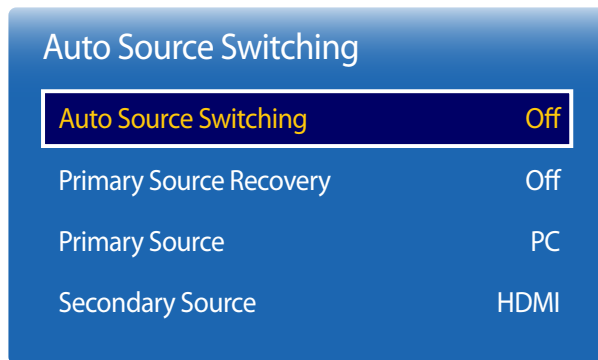 Auto Source Switching
Auto Source Switching Off
Primary Source Recovery Off
Primary Source PC
Secondary Source HDMI